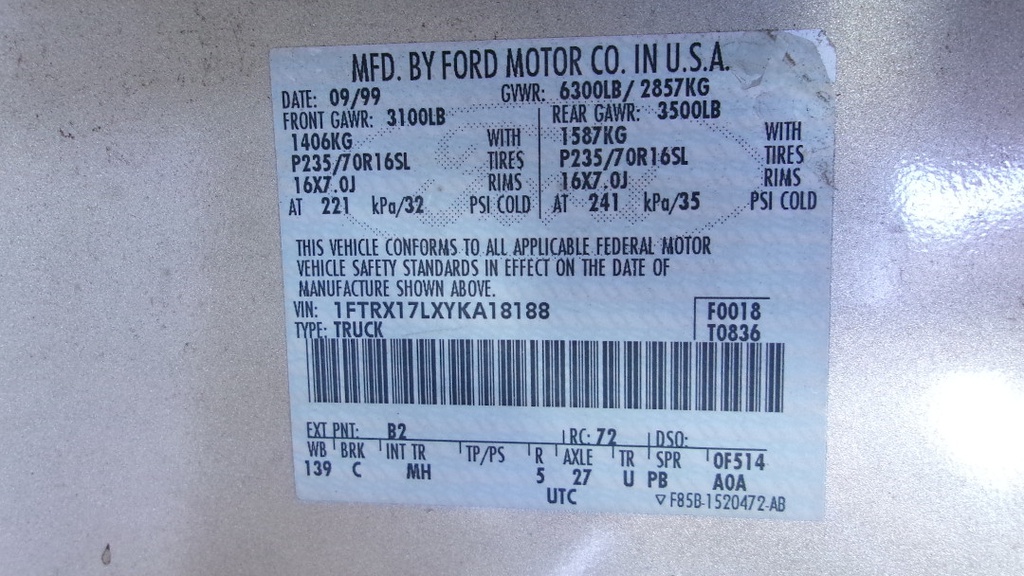 MFD. BY FORD MOTOR CO. IN U.S.A.
DATE: 09/99 GVWR: 6300LB/ 2857KG
FRONT GAWR: 3100LB REAR GAWR: 3500LB
1406KG WITH 1587KG WITH
P235/70R16SL TIRES P235/70R16SL TIRES
16X7.0J RIMS 16X7.0J RIMS
AT 221 kPa/32 PSI COLD AT 241 kPa/35 PSI COLD
THIS VEHICLE CONFORMS TO ALL APPLICABLE FEDERAL MOTOR
VEHICLE SAFETY STANDARDS IN EFFECT ON THE DATE OF
MANUFACTURE SHOWN ABOVE.
VIN: 1FTRX17LXYKA18188 F0018
TYPE: TRUCK T0836
EXT PNT: B2 RC: 72 DSO:
WB BRK INT TR TP/PS R AXLE TR SPR 0F514
139 C MH 5 27 U PB A0A
UTC ▽ F85B-1520472-AB